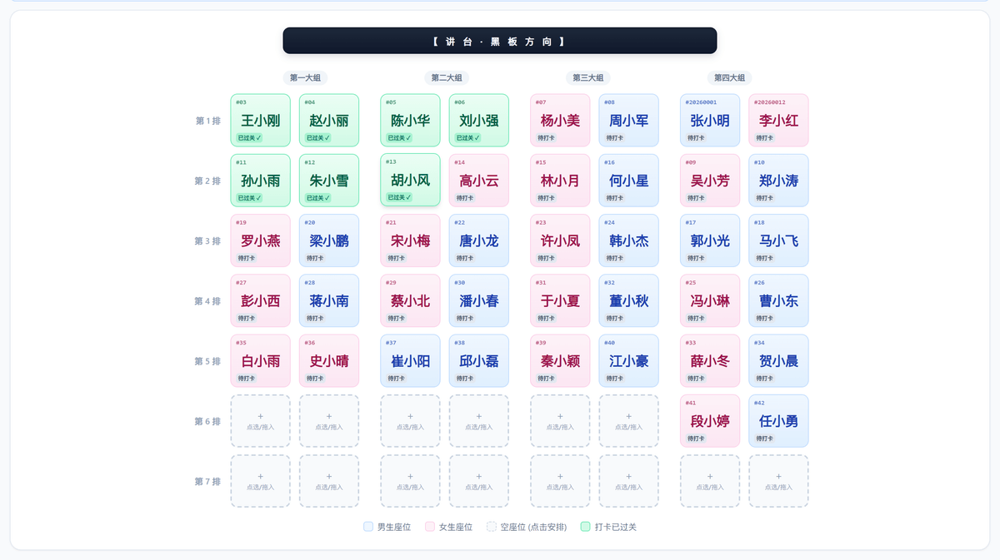 【 讲 台 · 黑 板 方 向 】
第一大组 第二大组 第三大组 第四大组
#03 #04 #05 #06 #07 #08 #20260001 #20260012
第 1 排 王小刚 赵小丽 陈小华 刘小强 杨小美 周小军 张小明 李小红
已过关 ✓ 已过关 ✓ 已过关 ✓ 已过关 ✓ 待打卡 待打卡 待打卡 待打卡
#11 #12 #13 #14 #15 #16 #09 #10
第 2 排 孙小雨 朱小雪 胡小风 高小云 林小月 何小星 吴小芳 郑小涛
已过关 ✓ 已过关 ✓ 已过关 ✓ 待打卡 待打卡 待打卡 待打卡 待打卡
#19 #20 #21 #22 #23 #24 #17 #18
第 3 排 罗小燕 梁小鹏 宋小梅 唐小龙 许小凤 韩小杰 郭小光 马小飞
待打卡 待打卡 待打卡 待打卡 待打卡 待打卡 待打卡 待打卡
#27 #28 #29 #30 #31 #32 #25 #26
第 4 排 彭小西 蒋小南 蔡小北 潘小春 于小夏 董小秋 冯小琳 曹小东
待打卡 待打卡 待打卡 待打卡 待打卡 待打卡 待打卡 待打卡
#35 #36 #37 #38 #39 #40 #33 #34
第 5 排 白小雨 史小晴 崔小阳 邱小磊 秦小颖 江小豪 薛小冬 贺小晨
待打卡 待打卡 待打卡 待打卡 待打卡 待打卡 待打卡 待打卡
#41 #42
第 6 排 + + + + + + 段小婷 任小勇
点选/拖入 点选/拖入 点选/拖入 点选/拖入 点选/拖入 点选/拖入 待打卡 待打卡
第 7 排 + + + + + + + +
点选/拖入 点选/拖入 点选/拖入 点选/拖入 点选/拖入 点选/拖入 点选/拖入 点选/拖入
男生座位 女生座位 空座位 (点击安排) 打卡已过关